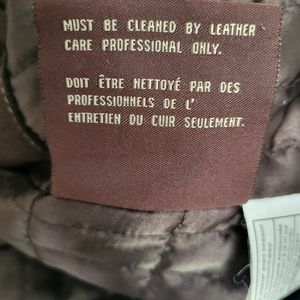 MUST BE CLEANED BY LEATHER
CARE PROFESSIONAL ONLY.
DOIT ÊTRE NETTOYÉ PAR DES
PROFESSIONNELS DE L'
ENTRETIEN DU CUIR SEULEMENT.